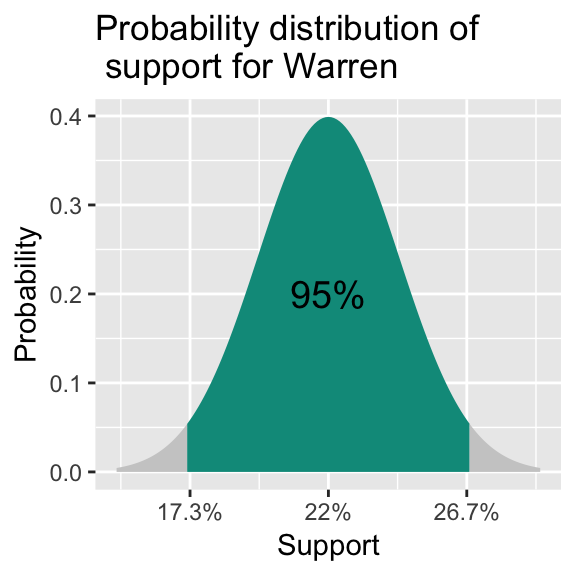 Probability distribution of
support for Warren
0.4
0.3
0.2
0.1
0.0
Probability
95%
17.3% 22% 26.7%
Support